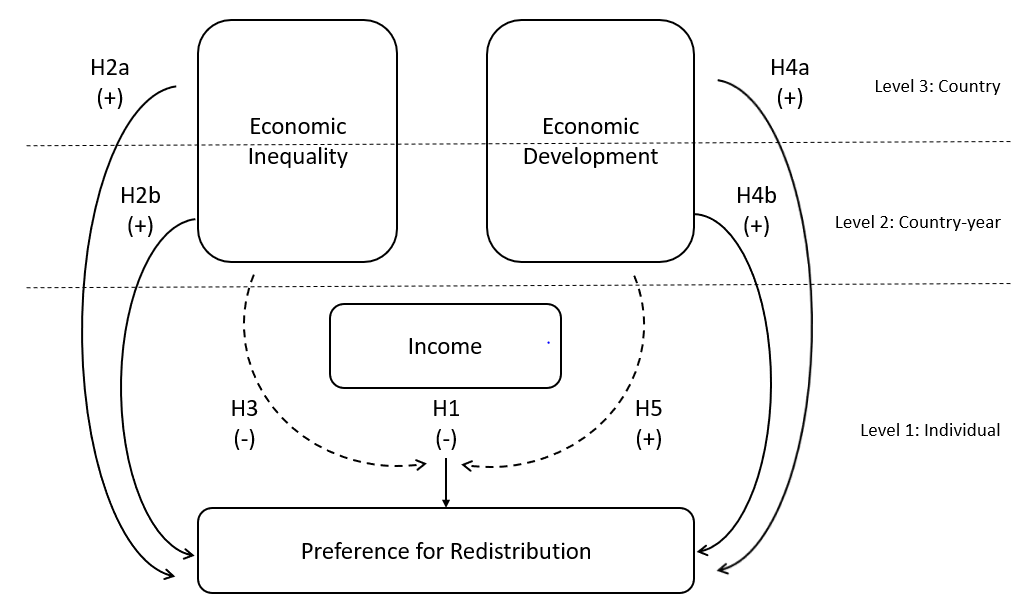 H2a
(+)
Economic
Inequality
Economic
Development
H4a
(+)
Level 3: Country
H2b
(+)
H4b
(+)
Level 2: Country-year
Income
H3
(-)
H1
(-)
H5
(+)
Level 1: Individual
Preference for Redistribution